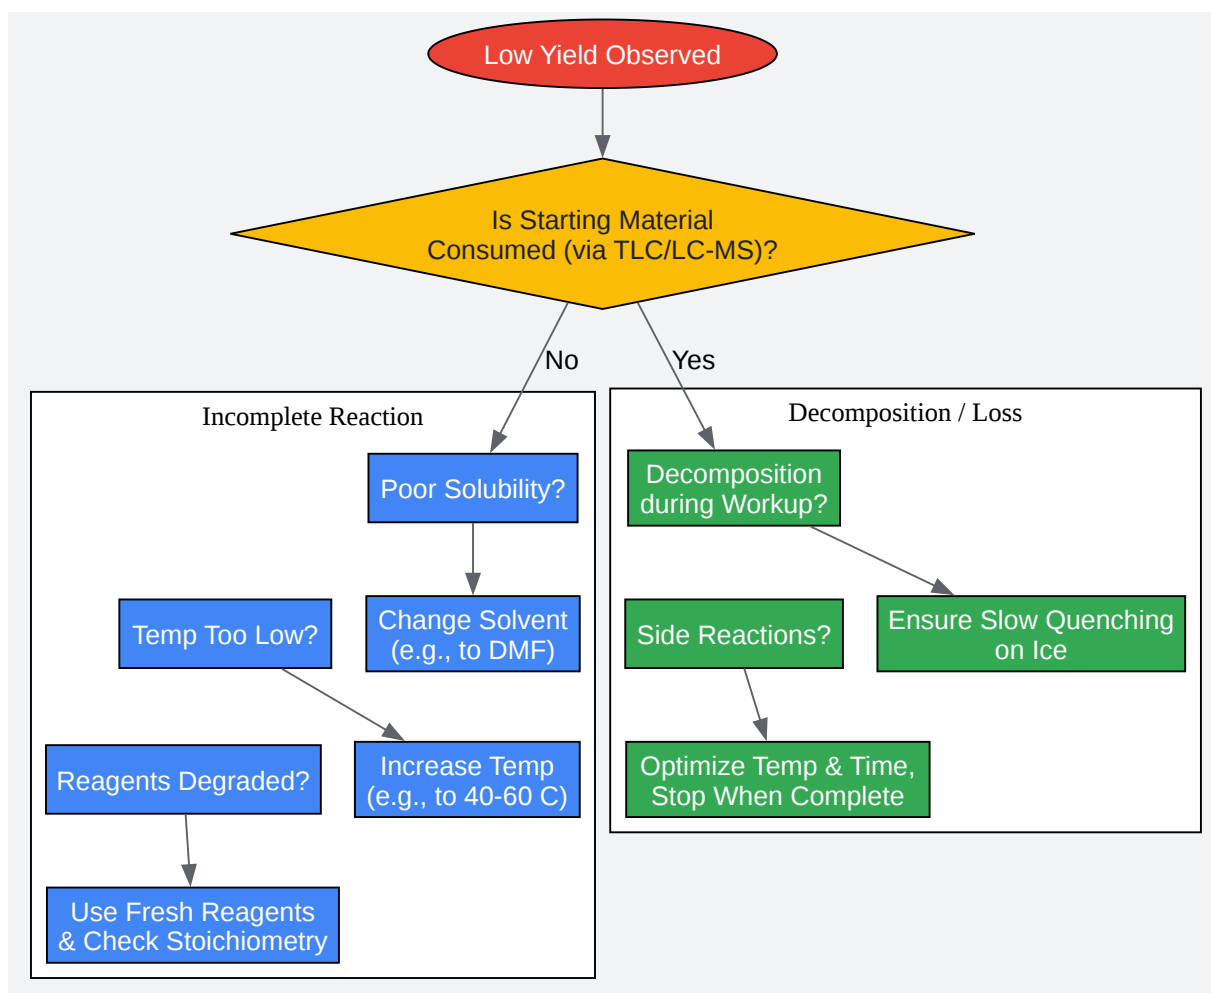 Low Yield Observed
Is Starting Material
Consumed (via TLC/LC-MS)?
No
Yes
Incomplete Reaction
Poor Solubility?
Change Solvent
(e.g., to DMF)
Temp Too Low?
Increase Temp
(e.g., to 40-60 C)
Reagents Degraded?
Use Fresh Reagents
& Check Stoichiometry
Decomposition / Loss
Decomposition
during Workup?
Ensure Slow Quenching
on Ice
Side Reactions?
Optimize Temp & Time,
Stop When Complete